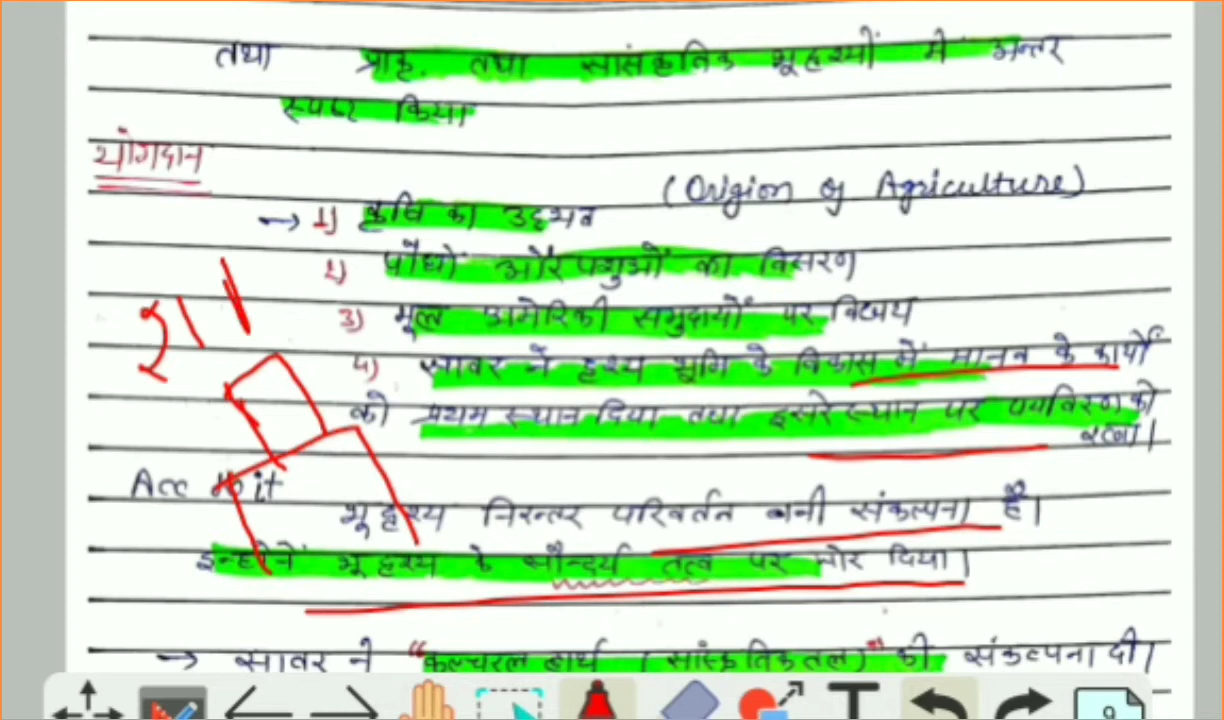 तथा प्राकृ. तथा सांस्कृतिक भूदृश्यों में अन्तर
स्पष्ट किया
योगदान
(Origion of Agriculture)
→ 1) कृषि का उद्भव
2) पौधों और पशुओं का विसरण
3) मूल अमेरिकी समुदायों पर विजय
4) सावर ने दृश्य भूमि के विकास में मानव के कार्यों
को प्रथम स्थान दिया तथा दूसरे स्थान पर पर्यावरण को
रखा।
Acc to it
भूदृश्य निरन्तर परिवर्तन संकल्पना है।
इन्होंने भूदृश्य के सौन्दर्य तत्व पर जोर दिया।
→ सावर ने "कल्चरल हार्थ (सांस्कृतिक तल)" की संकल्पना दी।